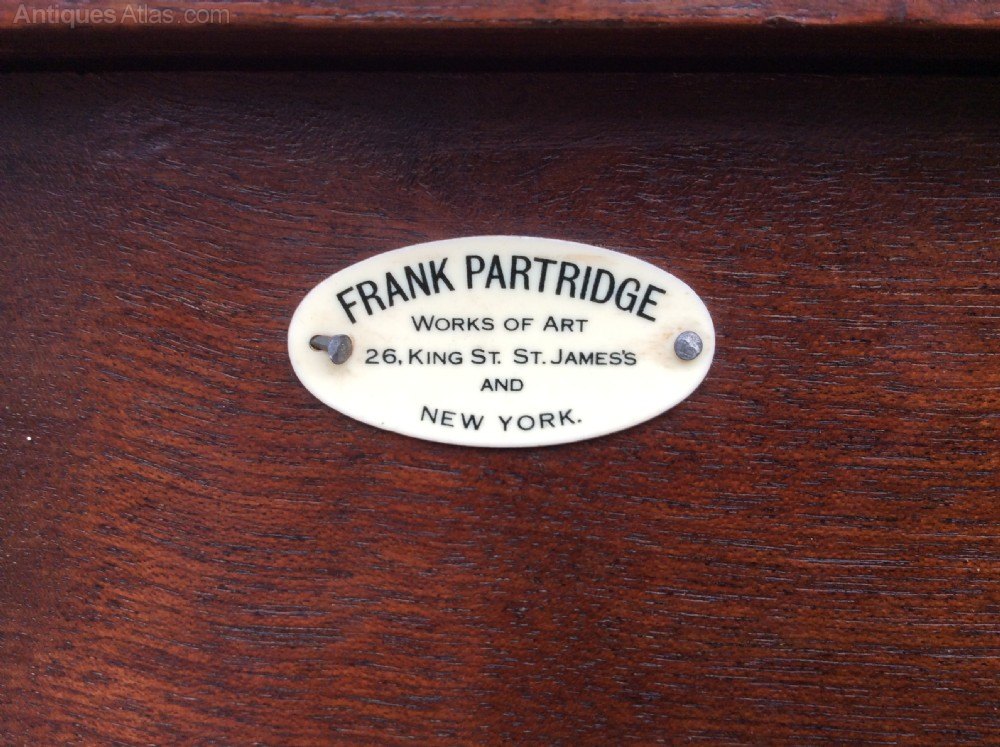 Antiques Atlas.com
FRANK PARTRIDGE
WORKS OF ART
26, KING ST. ST. JAMES'S
AND
NEW YORK.